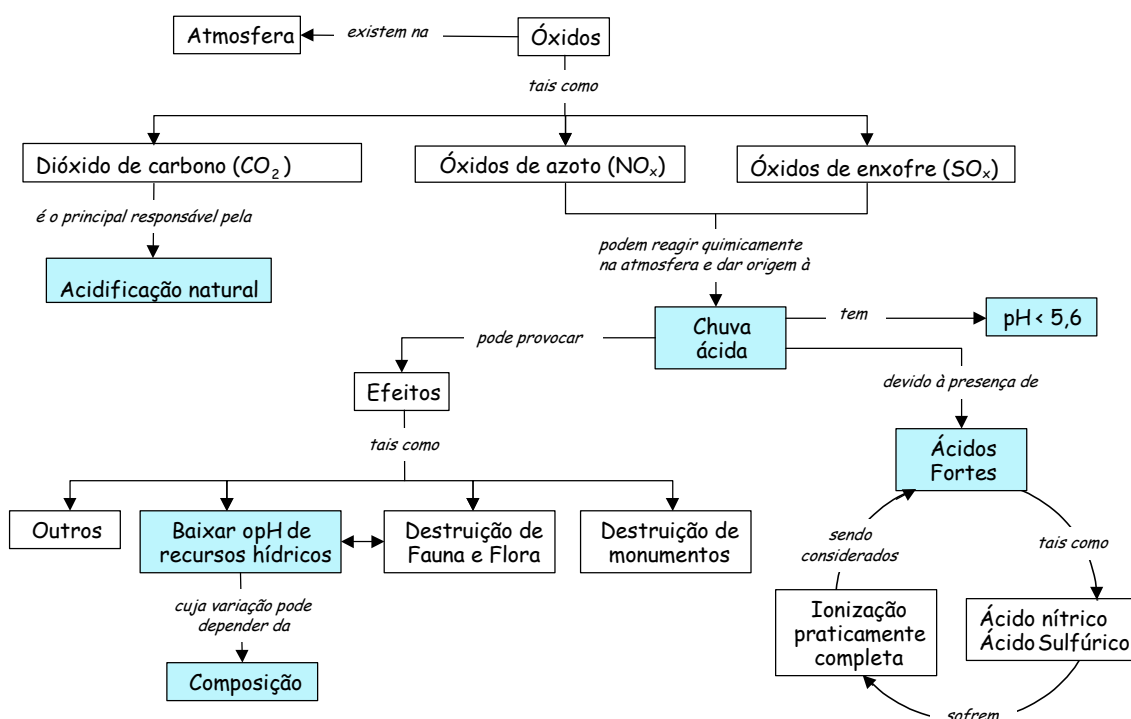 Atmosfera
existem na
Óxidos
tais como
Dióxido de carbono (CO₂)
Óxidos de azoto (NOₓ)
Óxidos de enxofre (SOₓ)
é o principal responsável pela
podem reagir quimicamente
na atmosfera e dar origem à
Acidificação natural
Chuva
ácida
tem
pH < 5,6
pode provocar
devido à presença de
Efeitos
tais como
Ácidos
Fortes
Outros
Baixar opH de
recursos hídricos
Destruição de
Fauna e Flora
Destruição de
monumentos
sendo
considerados
tais como
cuja variação pode
depender da
Ionização
praticamente
completa
Ácido nítrico
Ácido Sulfúrico
Composição
sofrem